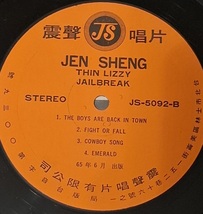 震聲 JS 唱片
JEN SHENG
THIN LIZZY
JAILBREAK
STEREO JS-5092-B
1. THE BOYS ARE BACK IN TOWN
2. FIGHT OR FALL
3. COWBOY SONG
4. EMERALD
65年6月 出版
震聲唱片有限公司